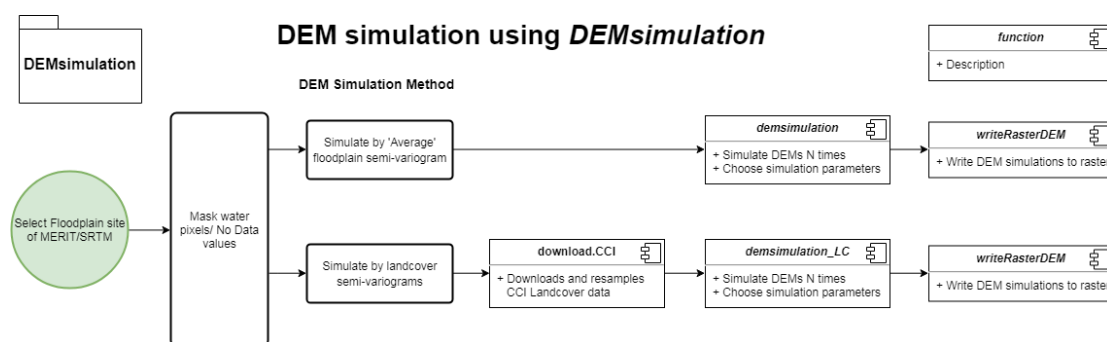 DEM simulation using DEMsimulation
DEMsimulation
function
+ Description
DEM Simulation Method
Select Floodplain site
of MERIT/SRTM
Mask water
pixels/ No Data
values
Simulate by 'Average'
floodplain semi-variogram
demsimulation
+ Simulate DEMs N times
+ Choose simulation parameters
writeRasterDEM
+ Write DEM simulations to raster
Simulate by landcover
semi-variograms
download.CCI
+ Downloads and resamples
CCI Landcover data
demsimulation_LC
+ Simulate DEMs N times
+ Choose simulation parameters
writeRasterDEM
+ Write DEM simulations to raster